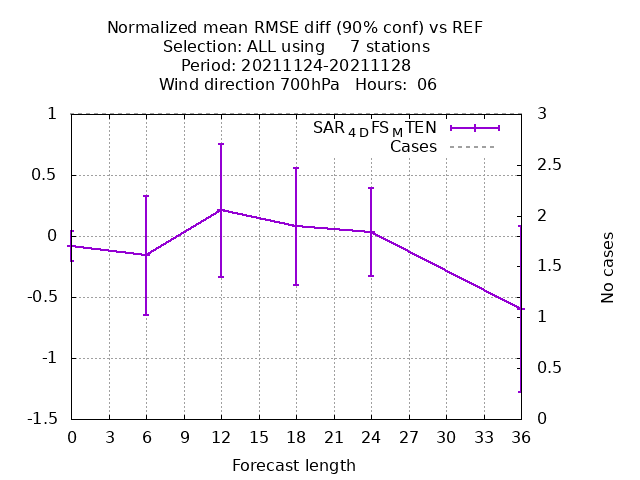 Normalized mean RMSE diff (90% conf) vs REF
Selection: ALL using     7 stations
Period: 20211124-20211128
Wind direction 700hPa   Hours:  06
1
0.5
0
-0.5
-1
-1.5
3
2.5
2
1.5
1
0.5
0
SAR4DFSMTEN
Cases
No cases
0 3 6 9 12 15 18 21 24 27 30 33 36
Forecast length